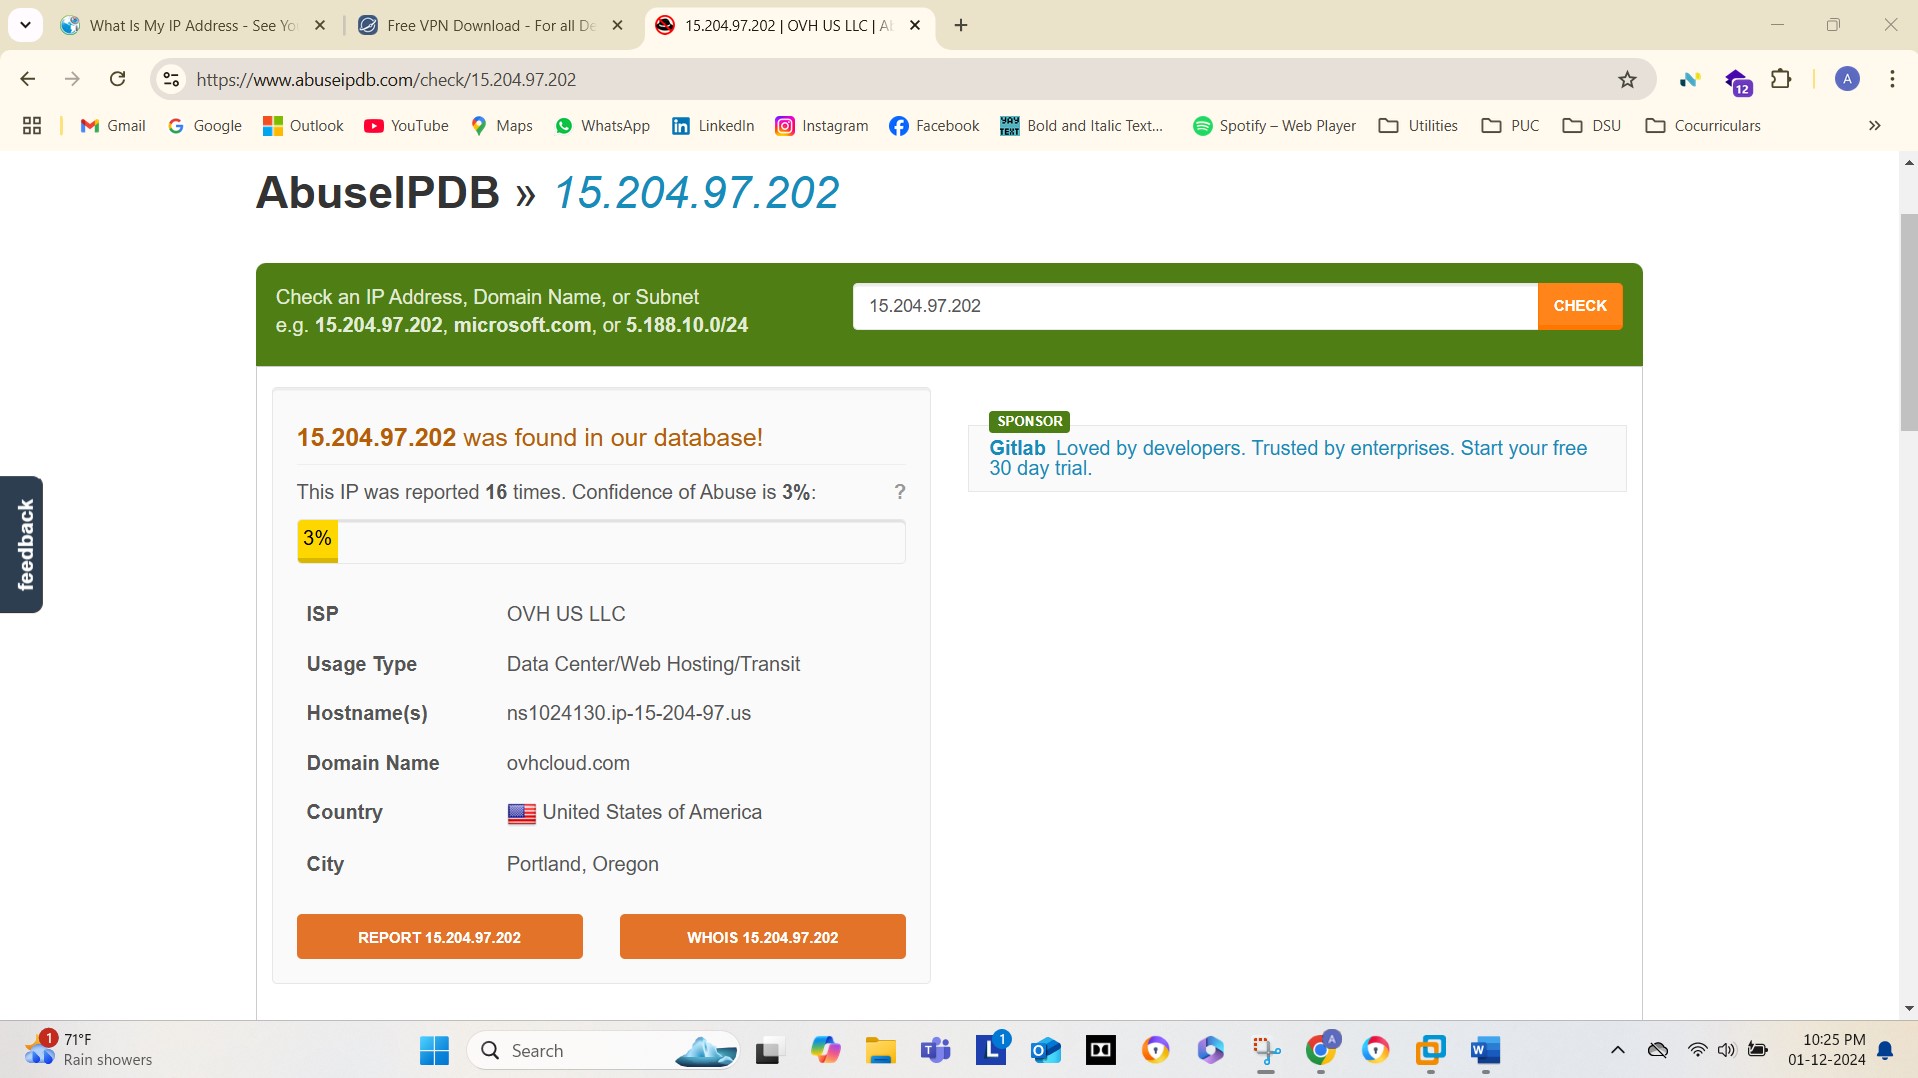 What Is My IP Address - See Yo
Free VPN Download - For all De
15.204.97.202 | OVH US LLC | Ab
https://www.abuseipdb.com/check/15.204.97.202
12
A
Gmail
Google
Outlook
YouTube
Maps
WhatsApp
LinkedIn
Instagram
Facebook
YAY TEXT
Bold and Italic Text...
Spotify – Web Player
Utilities
PUC
DSU
Cocurriculars
»
AbuseIPDB » 15.204.97.202
Check an IP Address, Domain Name, or Subnet
e.g. 15.204.97.202, microsoft.com, or 5.188.10.0/24
15.204.97.202
CHECK
15.204.97.202 was found in our database!
This IP was reported 16 times. Confidence of Abuse is 3%: ?
3%
ISP OVH US LLC
Usage Type Data Center/Web Hosting/Transit
Hostname(s) ns1024130.ip-15-204-97.us
Domain Name ovhcloud.com
Country United States of America
City Portland, Oregon
REPORT 15.204.97.202
WHOIS 15.204.97.202
SPONSOR
Gitlab Loved by developers. Trusted by enterprises. Start your free
30 day trial.
feedback
1
71°F
Rain showers
Search
L
1
A
W
10:25 PM
01-12-2024